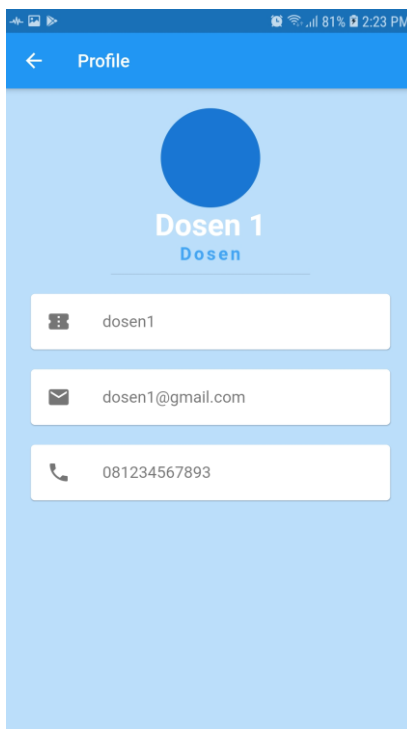 81% 2:23 PM
Profile
Dosen 1
Dosen
dosen1
dosen1@gmail.com
081234567893